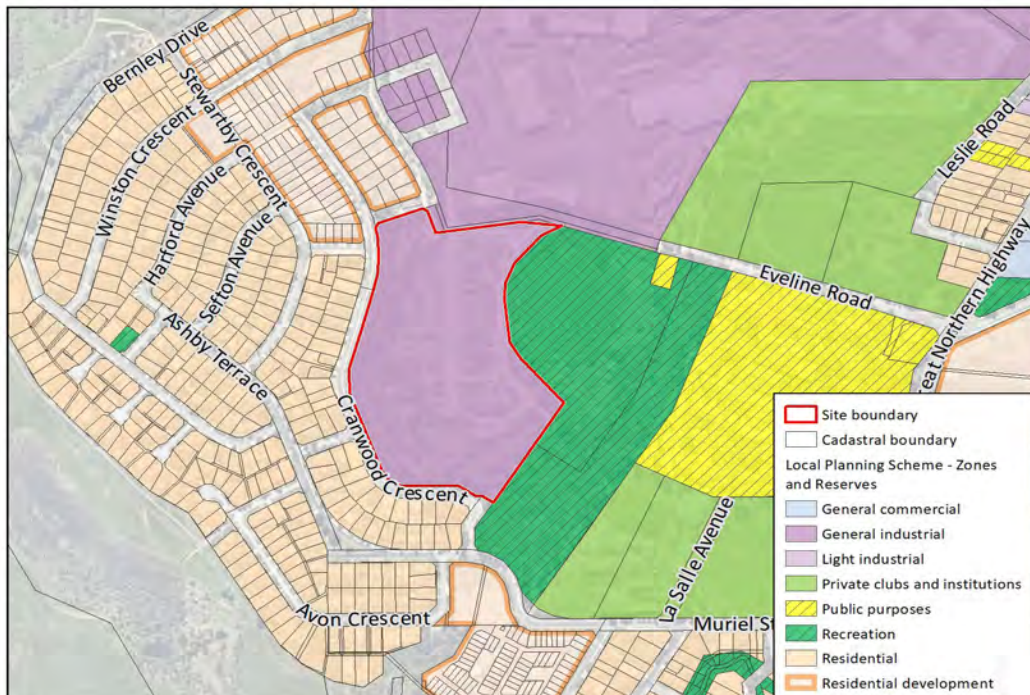 Bernley Drive
Stewartby Crescent
Winston Crescent
Harford Avenue
Sefton Avenue
Ashby Terrace
Cranwood Crescent
Avon Crescent
Leslie Road
Eveline Road
reat Northern Highway
La Salle Avenue
Muriel St
Site boundary
Cadastral boundary
Local Planning Scheme - Zones
and Reserves
General commercial
General industrial
Light industrial
Private clubs and institutions
Public purposes
Recreation
Residential
Residential development